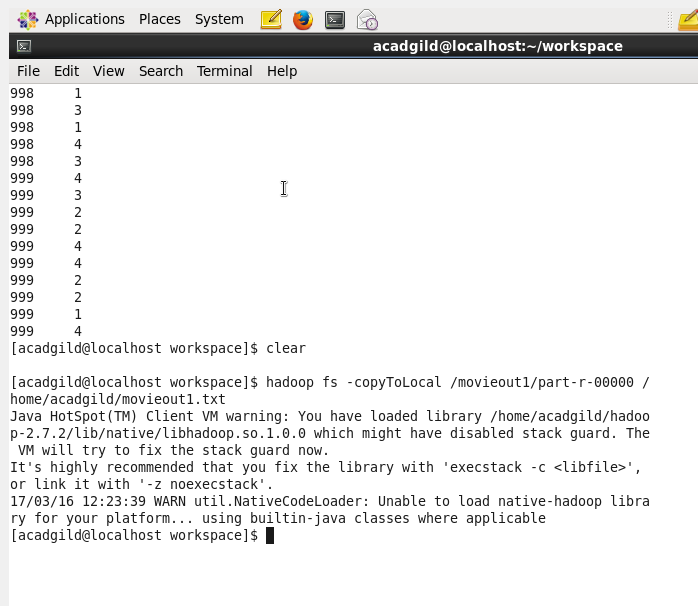 Applications Places System
acadgild@localhost:~/workspace
File Edit View Search Terminal Help
998 1
998 3
998 1
998 4
998 3
999 4
999 3
999 2
999 2
999 4
999 4
999 2
999 2
999 1
999 4
[acadgild@localhost workspace]$ clear
[acadgild@localhost workspace]$ hadoop fs -copyToLocal /movieout1/part-r-00000 /
home/acadgild/movieout1.txt
Java HotSpot(TM) Client VM warning: You have loaded library /home/acadgild/hadoo
p-2.7.2/lib/native/libhadoop.so.1.0.0 which might have disabled stack guard. The
 VM will try to fix the stack guard now.
It's highly recommended that you fix the library with 'execstack -c <libfile>',
or link it with '-z noexecstack'.
17/03/16 12:23:39 WARN util.NativeCodeLoader: Unable to load native-hadoop libra
ry for your platform... using builtin-java classes where applicable
[acadgild@localhost workspace]$